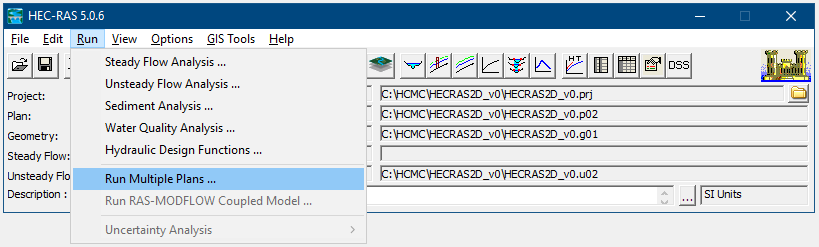 HEC-RAS 5.0.6
File Edit Run View Options GIS Tools Help
Steady Flow Analysis ...
Unsteady Flow Analysis ...
Sediment Analysis ...
Water Quality Analysis ...
Hydraulic Design Functions ...
Run Multiple Plans ...
Run RAS-MODFLOW Coupled Model ...
Uncertainty Analysis
HT
DSS
Project:
C:\HCMC\HECRAS2D_v0\HECRAS2D_v0.prj
Plan:
C:\HCMC\HECRAS2D_v0\HECRAS2D_v0.p02
Geometry:
C:\HCMC\HECRAS2D_v0\HECRAS2D_v0.g01
Steady Flow:
Unsteady Flow
C:\HCMC\HECRAS2D_v0\HECRAS2D_v0.u02
Description :
...
SI Units